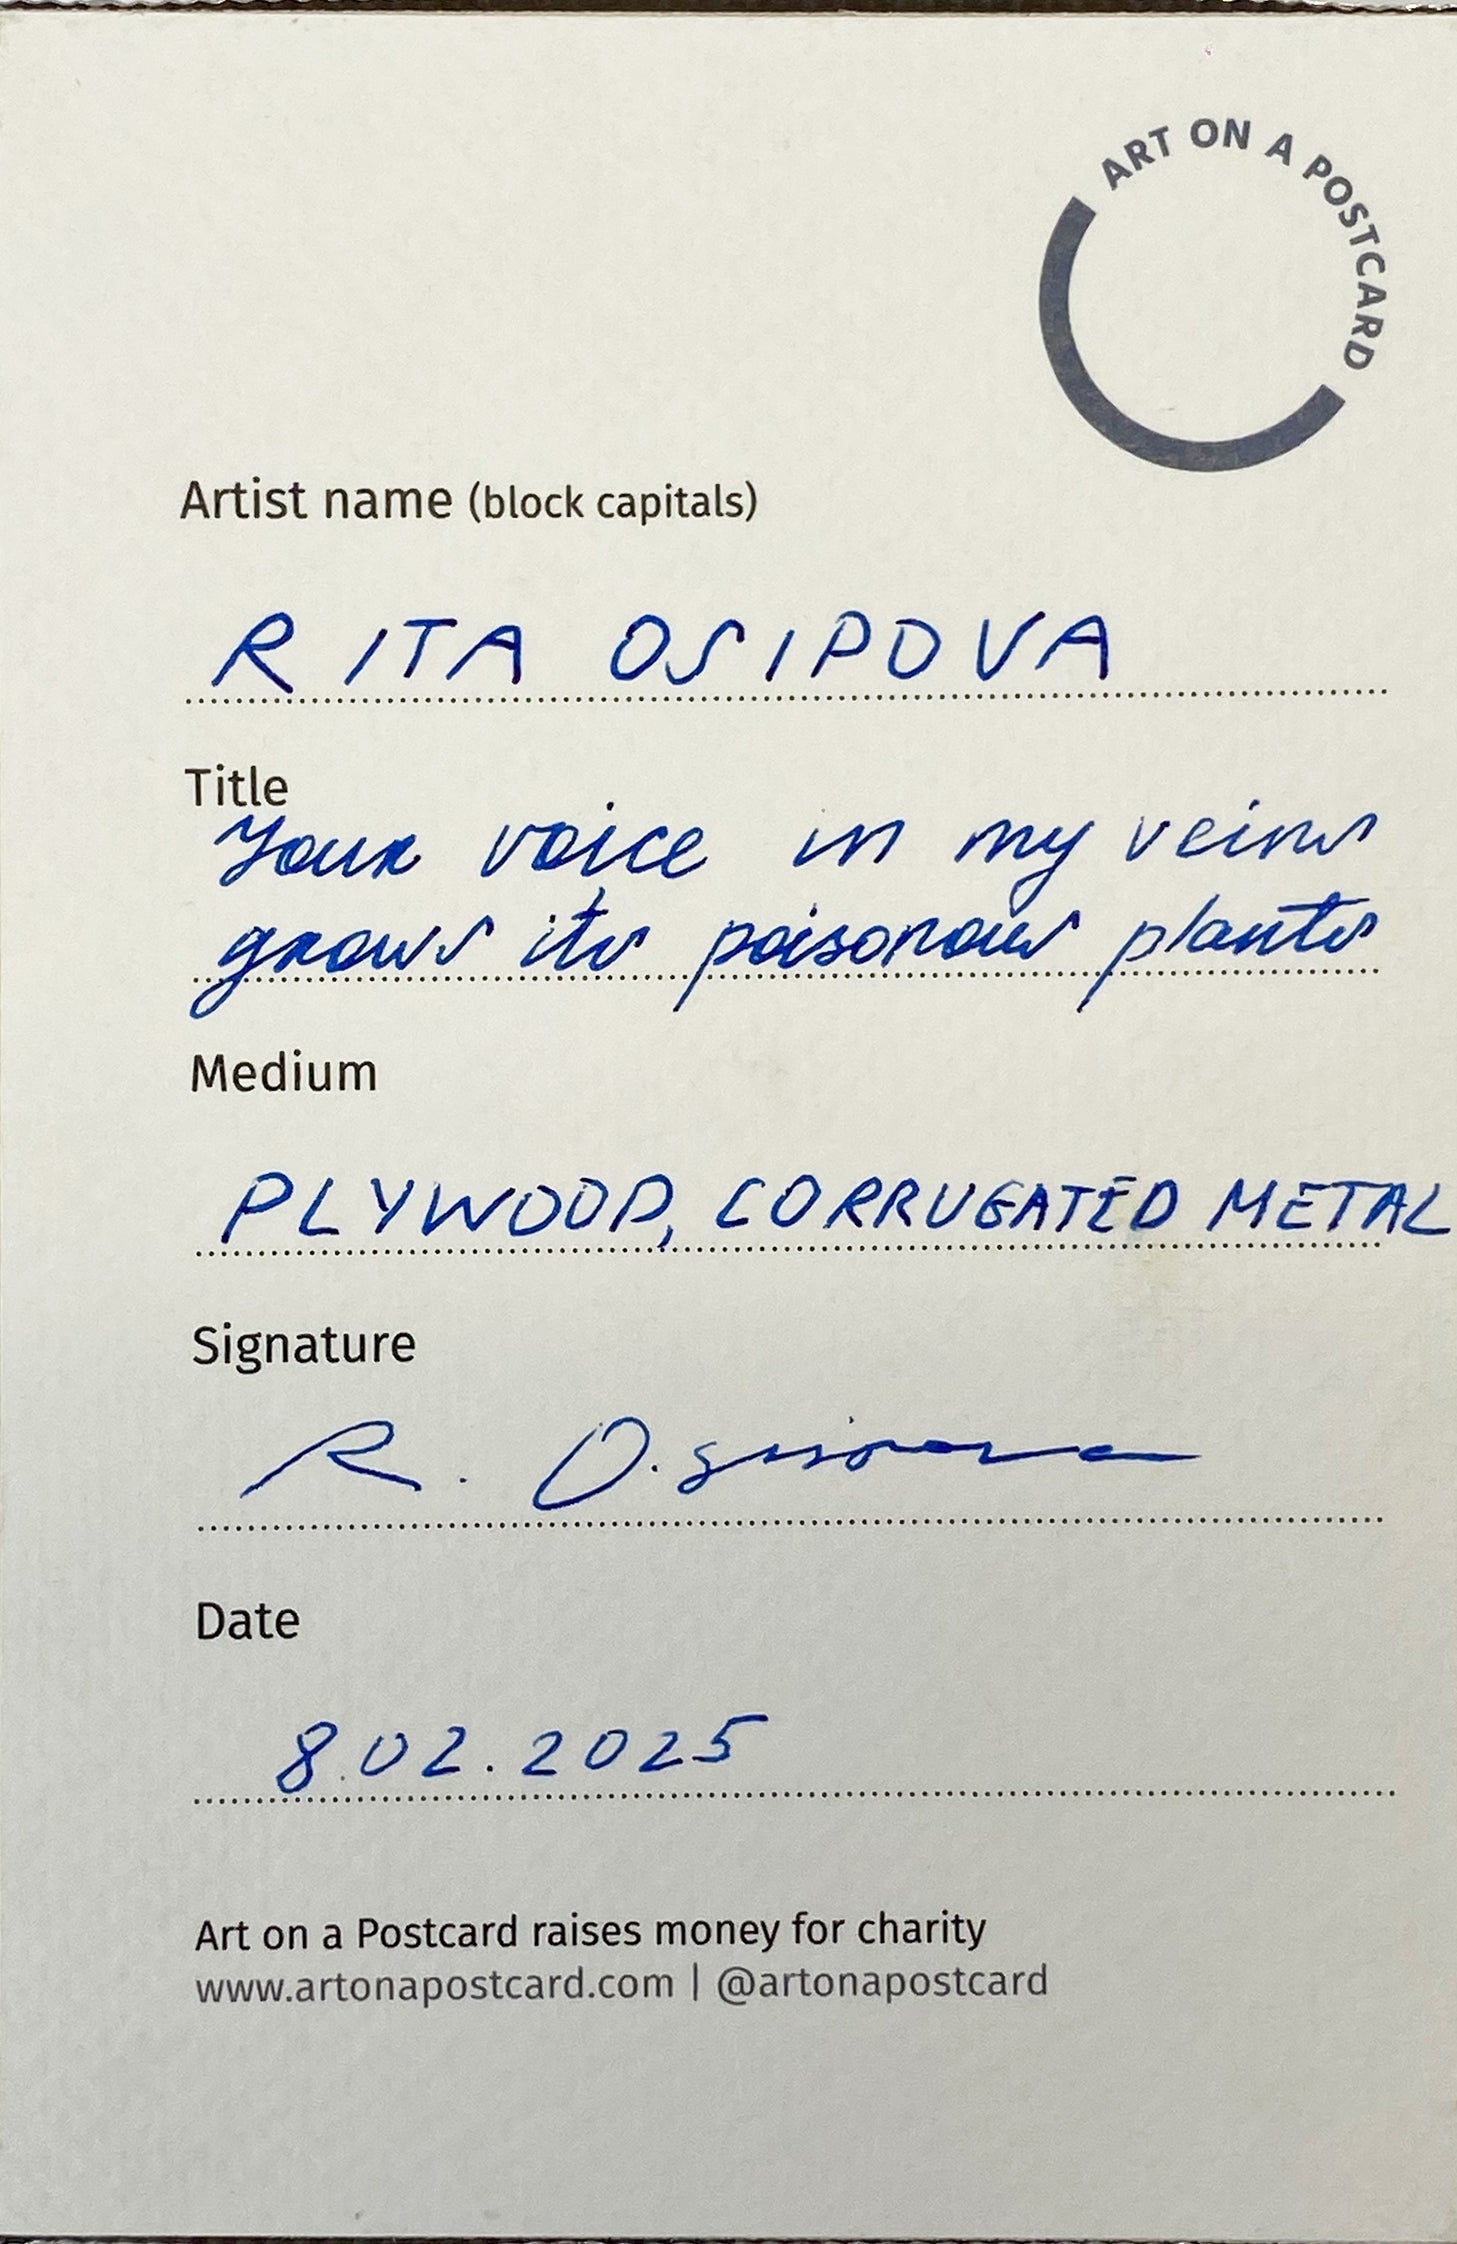 ART ON A POSTCARD
Artist name (block capitals)
RITA OSIPOVA
Title
Your voice in my veins
grows its poisonous plants
Medium
PLYWOOD, CORRUGATED METAL
Signature
R. Osipova
Date
8.02.2025
Art on a Postcard raises money for charity
www.artonapostcard.com | @artonapostcard